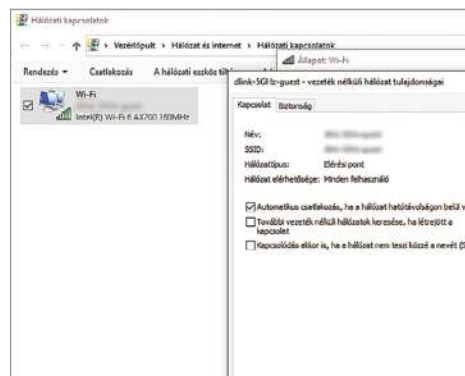 Hálózati kapcsolatok
Vezérlőpult › Hálózat és internet › Hálózati kapcsolatok
Rendezés
Csatlakozás
A hálózati eszköz
Wi-Fi
Intel(R) Wi-Fi 6 AX200 160MHz
Állapot: Wi-Fi
dlink-5GHz-guest - vezeték nélküli hálózat tulajdonságai
Kapcsolat Biztonság
Név:
SSID:
Hálózattípus: Elérési pont
Hálózat elérhetősége: Minden felhasználó
Automatikus csatlakozás, ha a hálózat hatótávolságon belül v
További vezeték nélküli hálózatok keresése, ha létrejött a
kapcsolat
Kapcsolódás akkor is, ha a hálózat nem teszi közzé a nevét (S